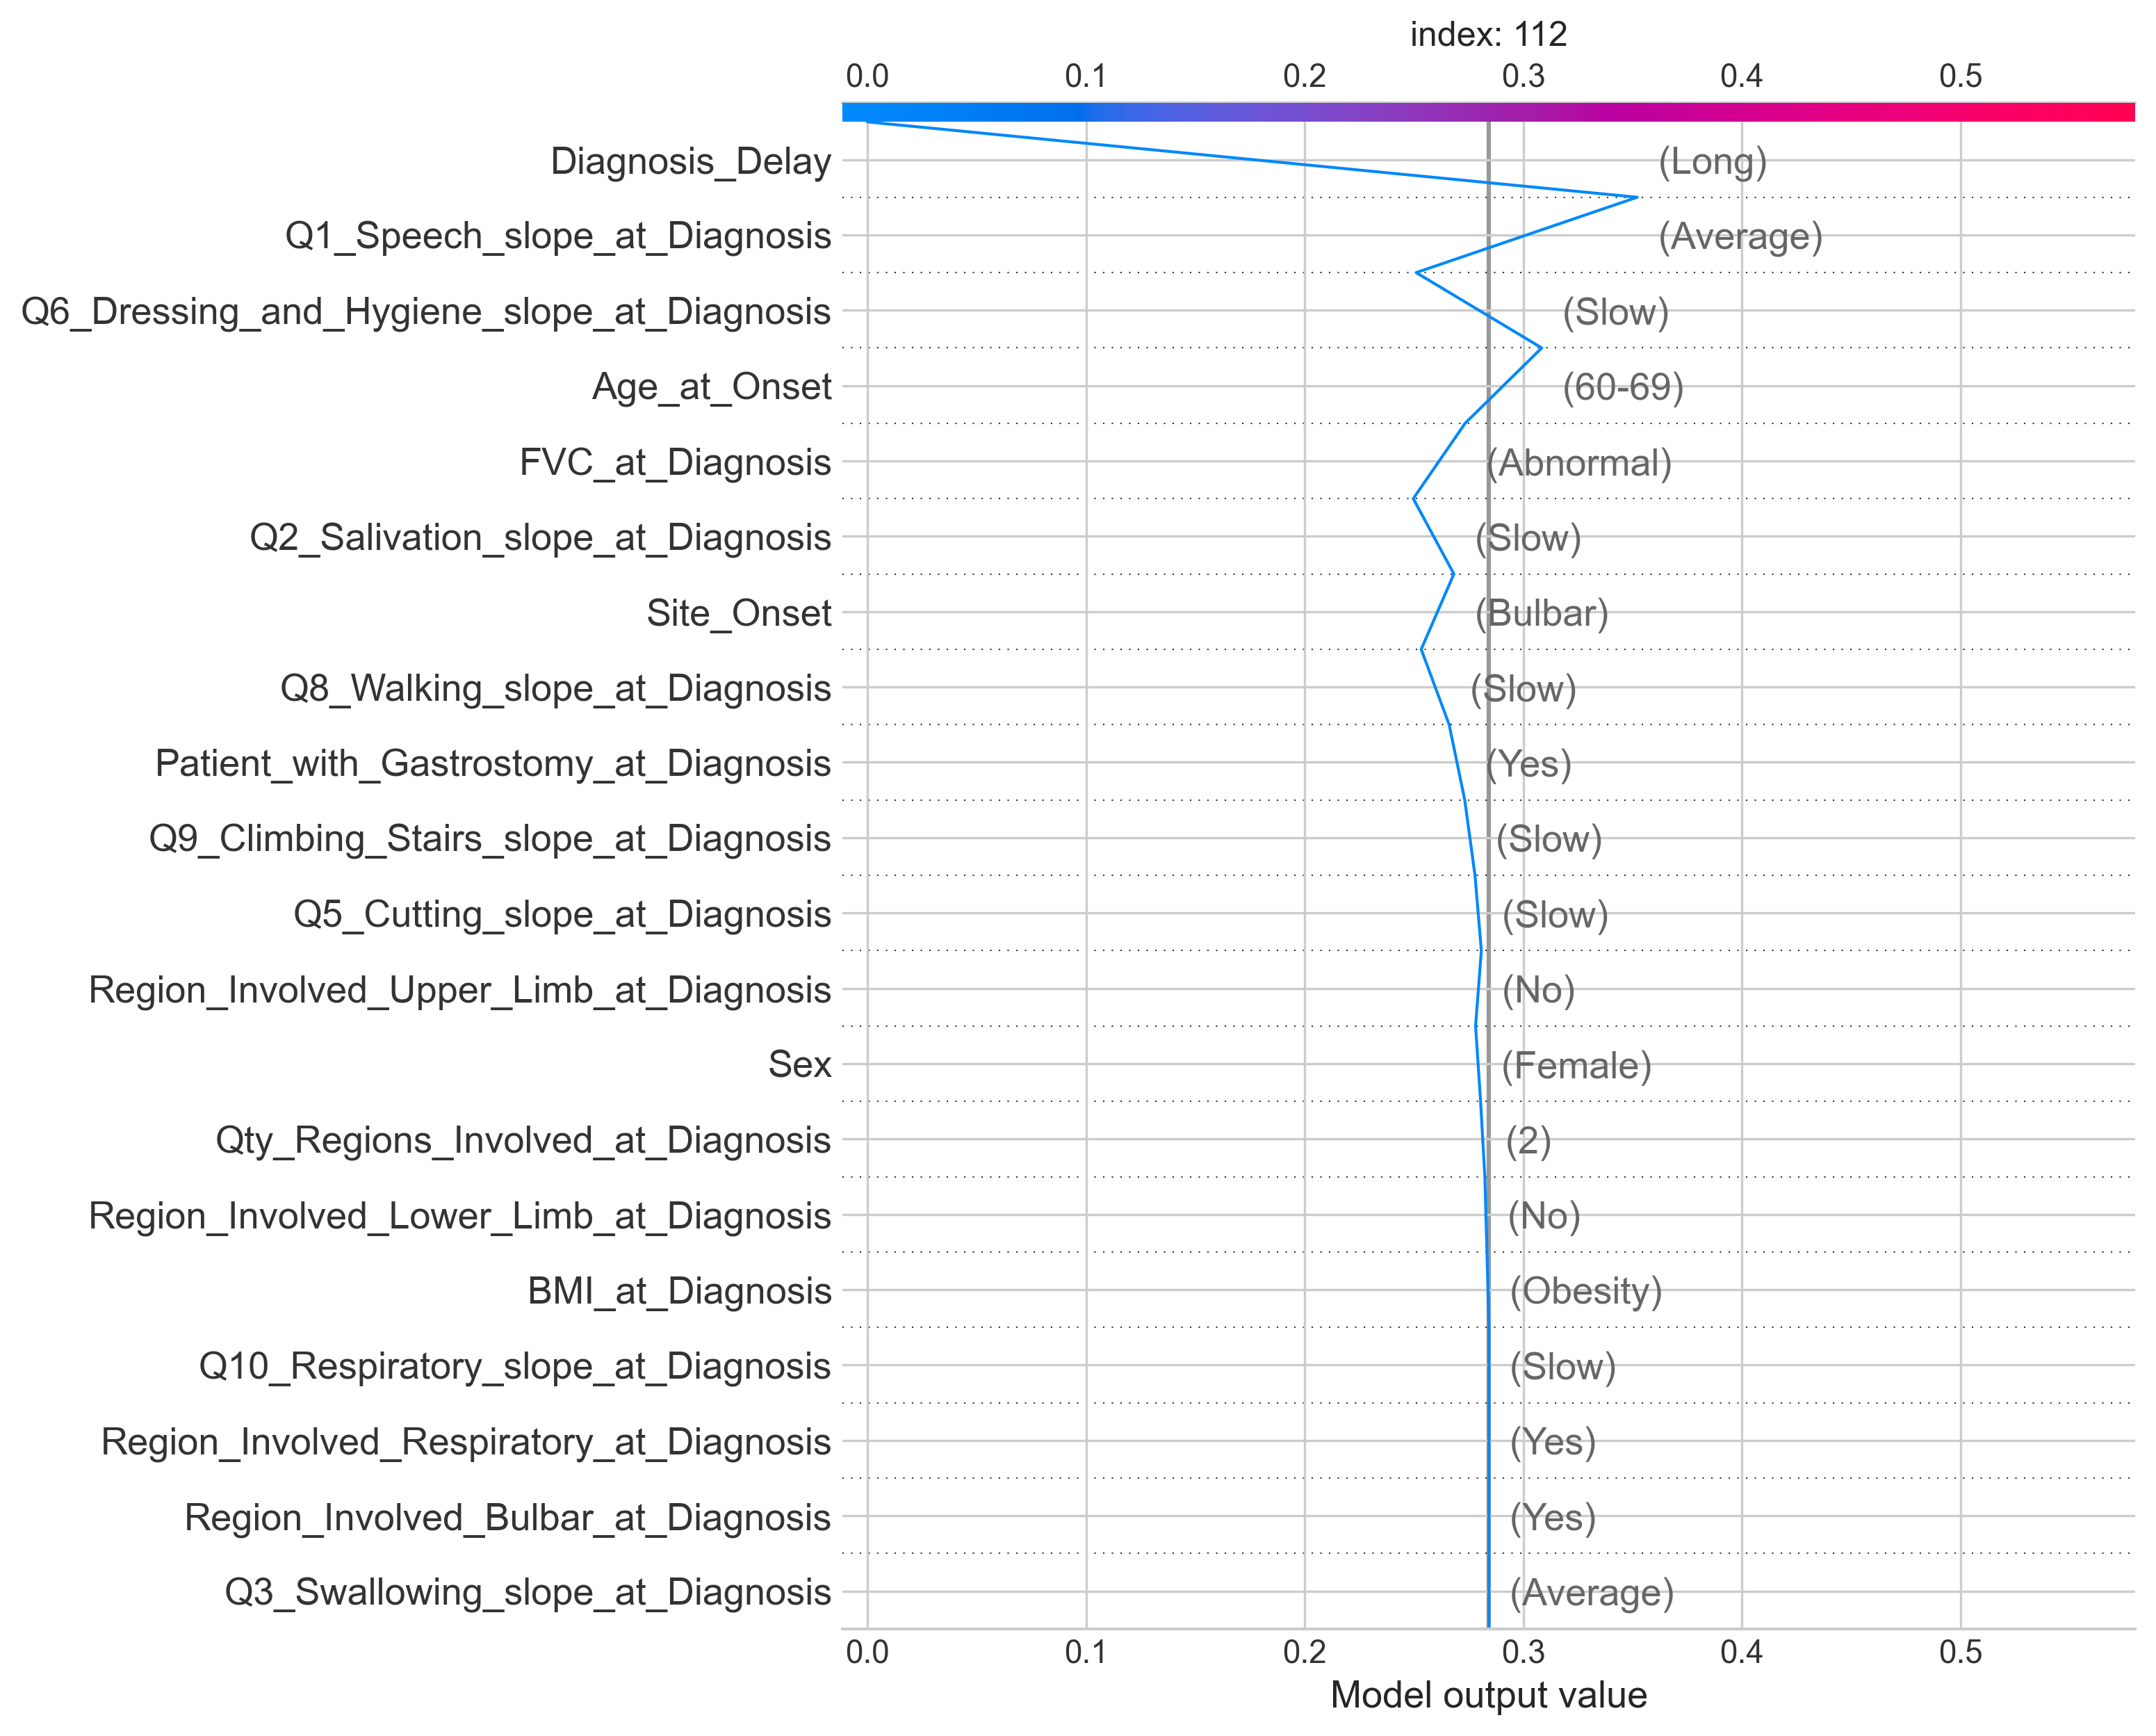 index: 112
0.0 0.1 0.2 0.3 0.4 0.5
Diagnosis_Delay (Long)
Q1_Speech_slope_at_Diagnosis (Average)
Q6_Dressing_and_Hygiene_slope_at_Diagnosis (Slow)
Age_at_Onset (60-69)
FVC_at_Diagnosis (Abnormal)
Q2_Salivation_slope_at_Diagnosis (Slow)
Site_Onset (Bulbar)
Q8_Walking_slope_at_Diagnosis (Slow)
Patient_with_Gastrostomy_at_Diagnosis (Yes)
Q9_Climbing_Stairs_slope_at_Diagnosis (Slow)
Q5_Cutting_slope_at_Diagnosis (Slow)
Region_Involved_Upper_Limb_at_Diagnosis (No)
Sex (Female)
Qty_Regions_Involved_at_Diagnosis (2)
Region_Involved_Lower_Limb_at_Diagnosis (No)
BMI_at_Diagnosis (Obesity)
Q10_Respiratory_slope_at_Diagnosis (Slow)
Region_Involved_Respiratory_at_Diagnosis (Yes)
Region_Involved_Bulbar_at_Diagnosis (Yes)
Q3_Swallowing_slope_at_Diagnosis (Average)
0.0 0.1 0.2 0.3 0.4 0.5
Model output value